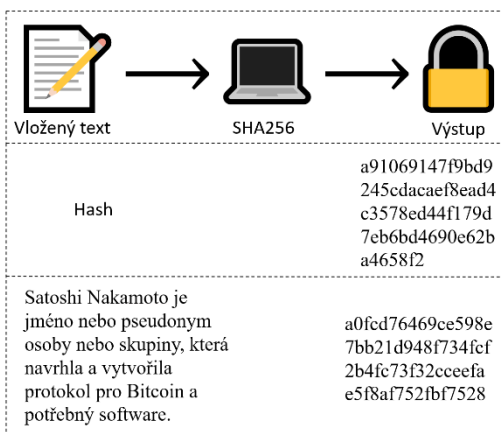 Vložený text
SHA256
Výstup
Hash
a91069147f9bd9
245cdacaef8ead4
c3578ed44f179d
7eb6bd4690e62b
a4658f2
Satoshi Nakamoto je
jméno nebo pseudonym
osoby nebo skupiny, která
navrhla a vytvořila
protokol pro Bitcoin a
potřebný software.
a0fcd76469ce598e
7bb21d948f734fcf
2b4fc73f32cceefa
e5f8af752fbf7528